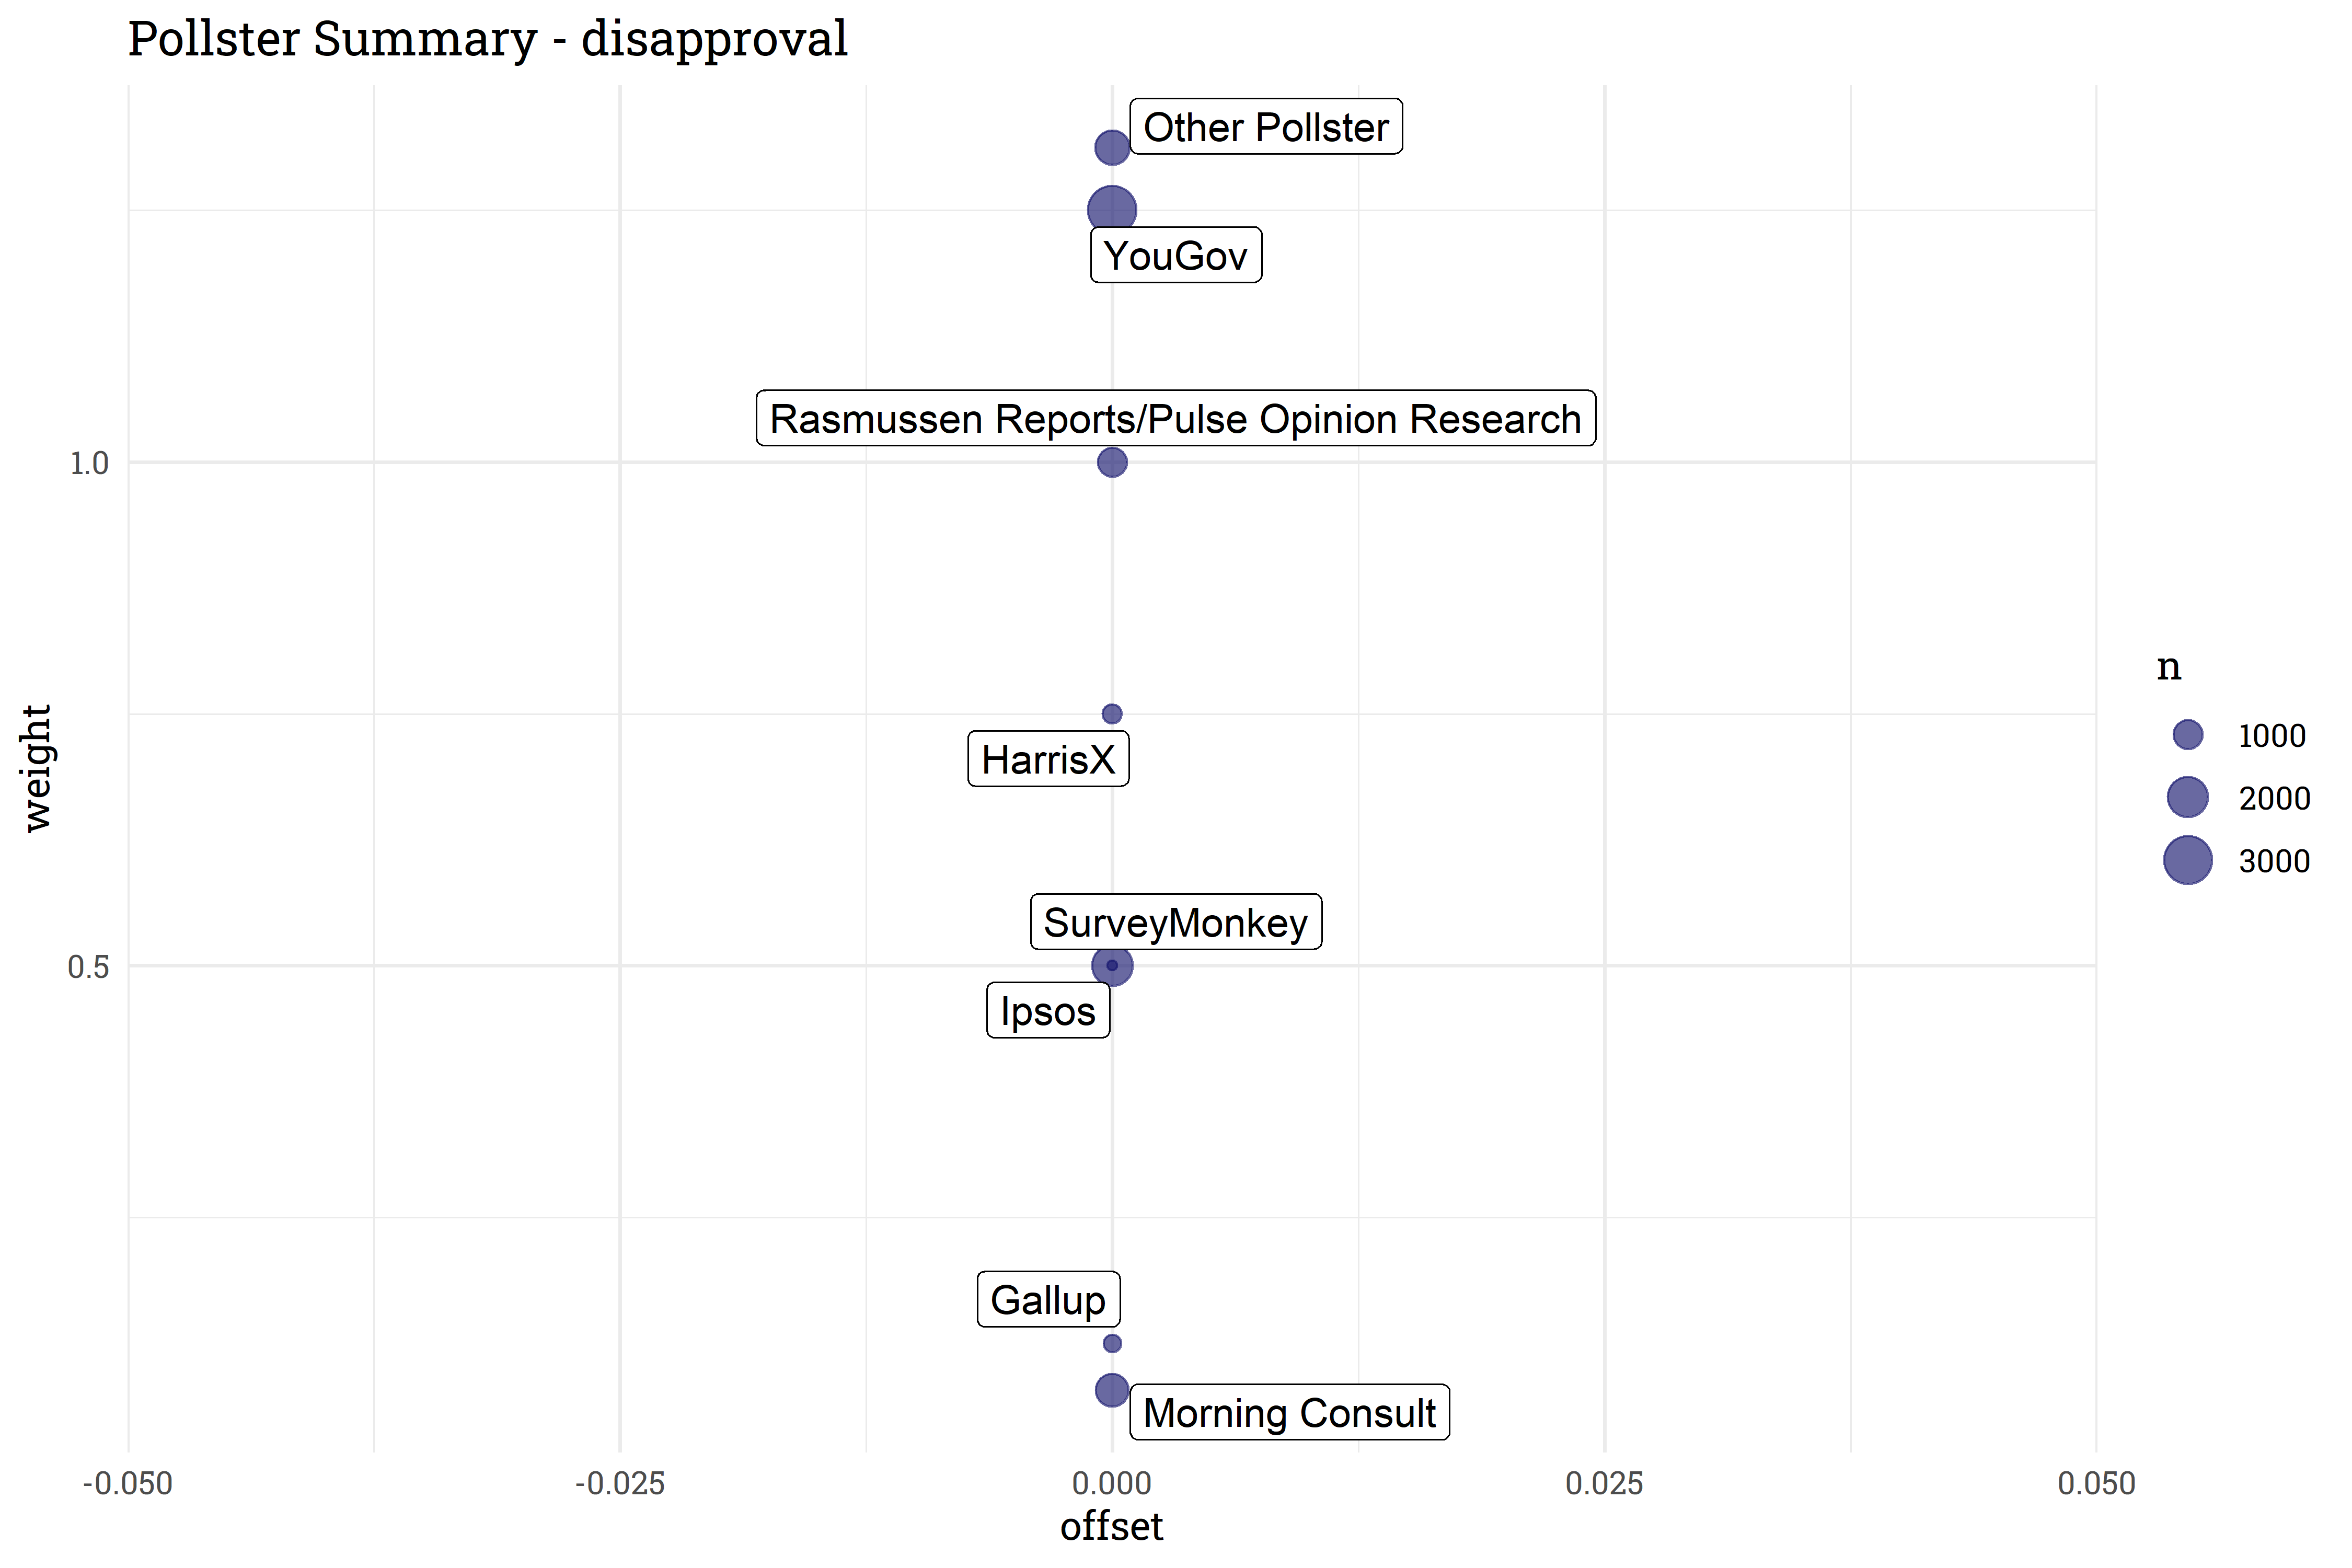 Pollster Summary - disapproval
Other Pollster
YouGov
Rasmussen Reports/Pulse Opinion Research
1.0
HarrisX
n
1000
2000
3000
weight
SurveyMonkey
0.5
Ipsos
Gallup
Morning Consult
-0.050
-0.025
0.000
0.025
0.050
offset